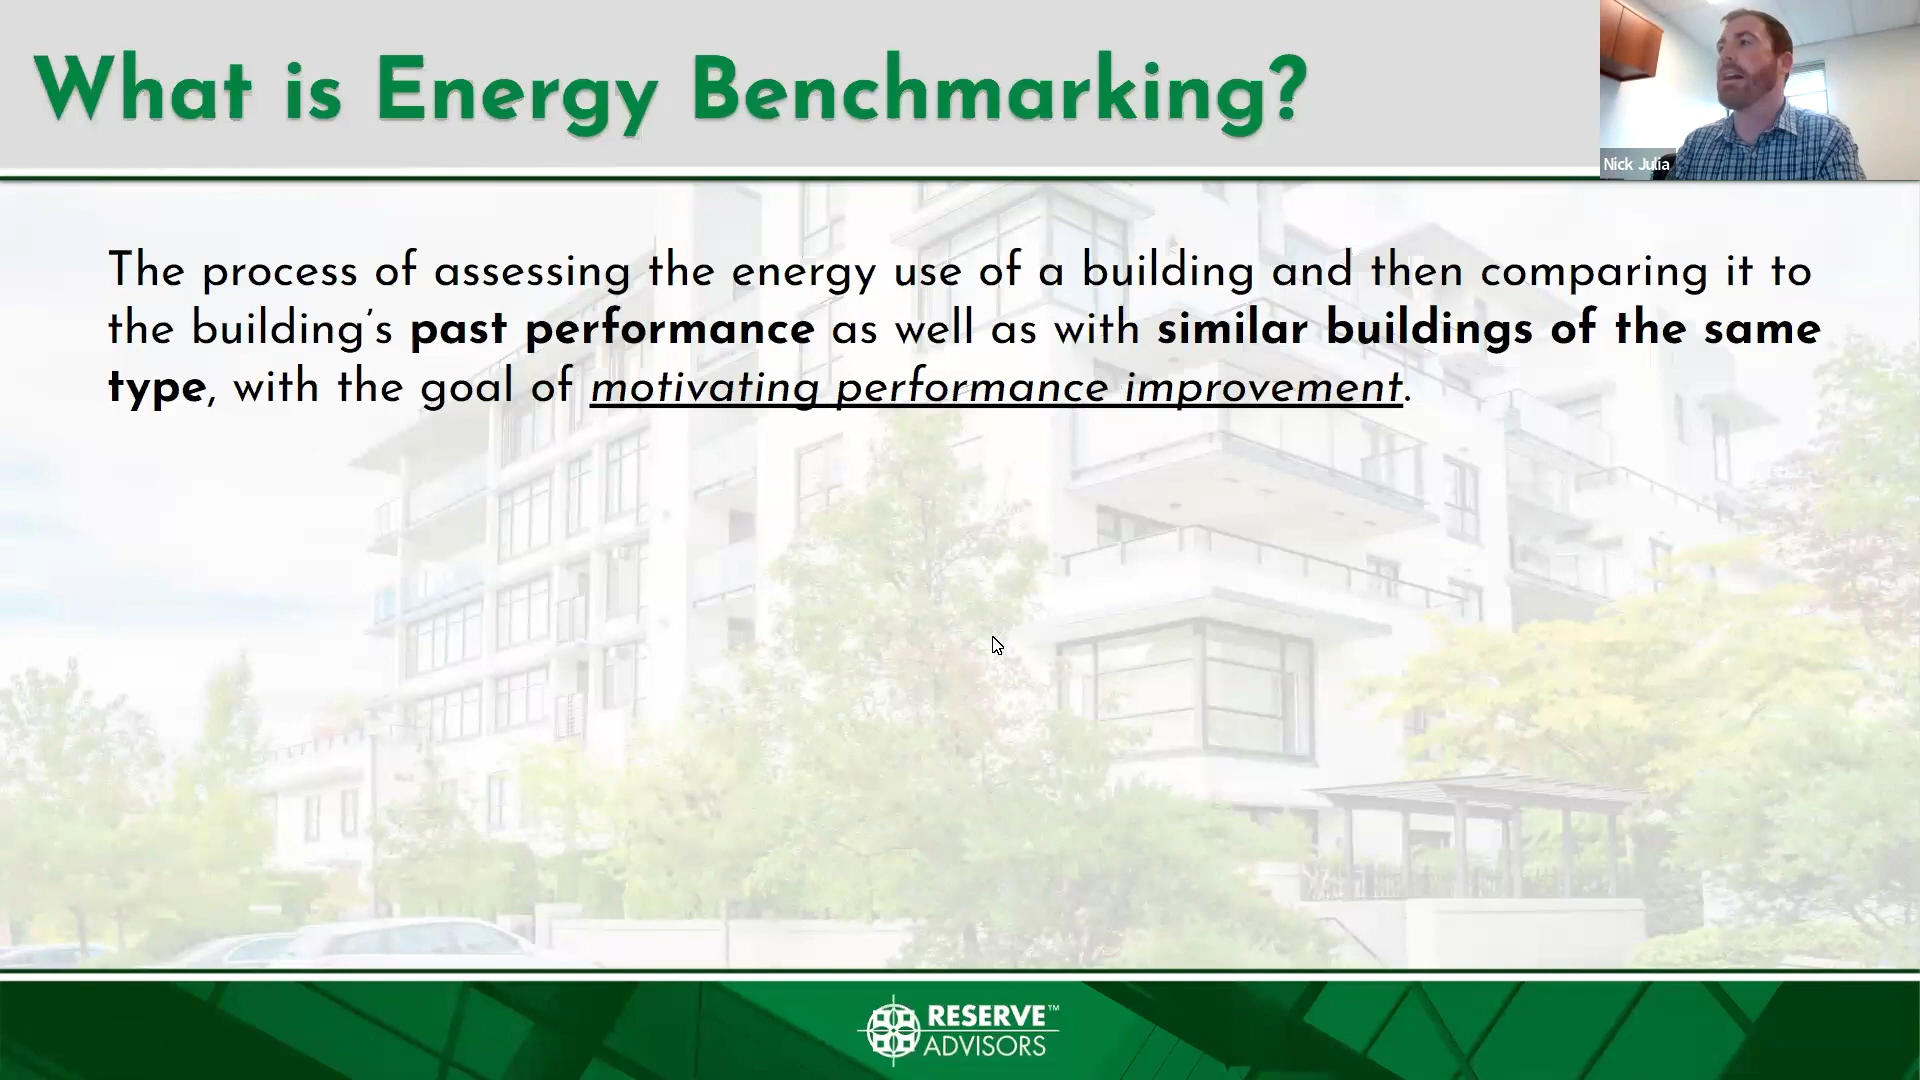 What is Energy Benchmarking?
Nick Julia
The process of assessing the energy use of a building and then comparing it to
the building’s past performance as well as with similar buildings of the same
type, with the goal of motivating performance improvement.
RESERVE™
ADVISORS